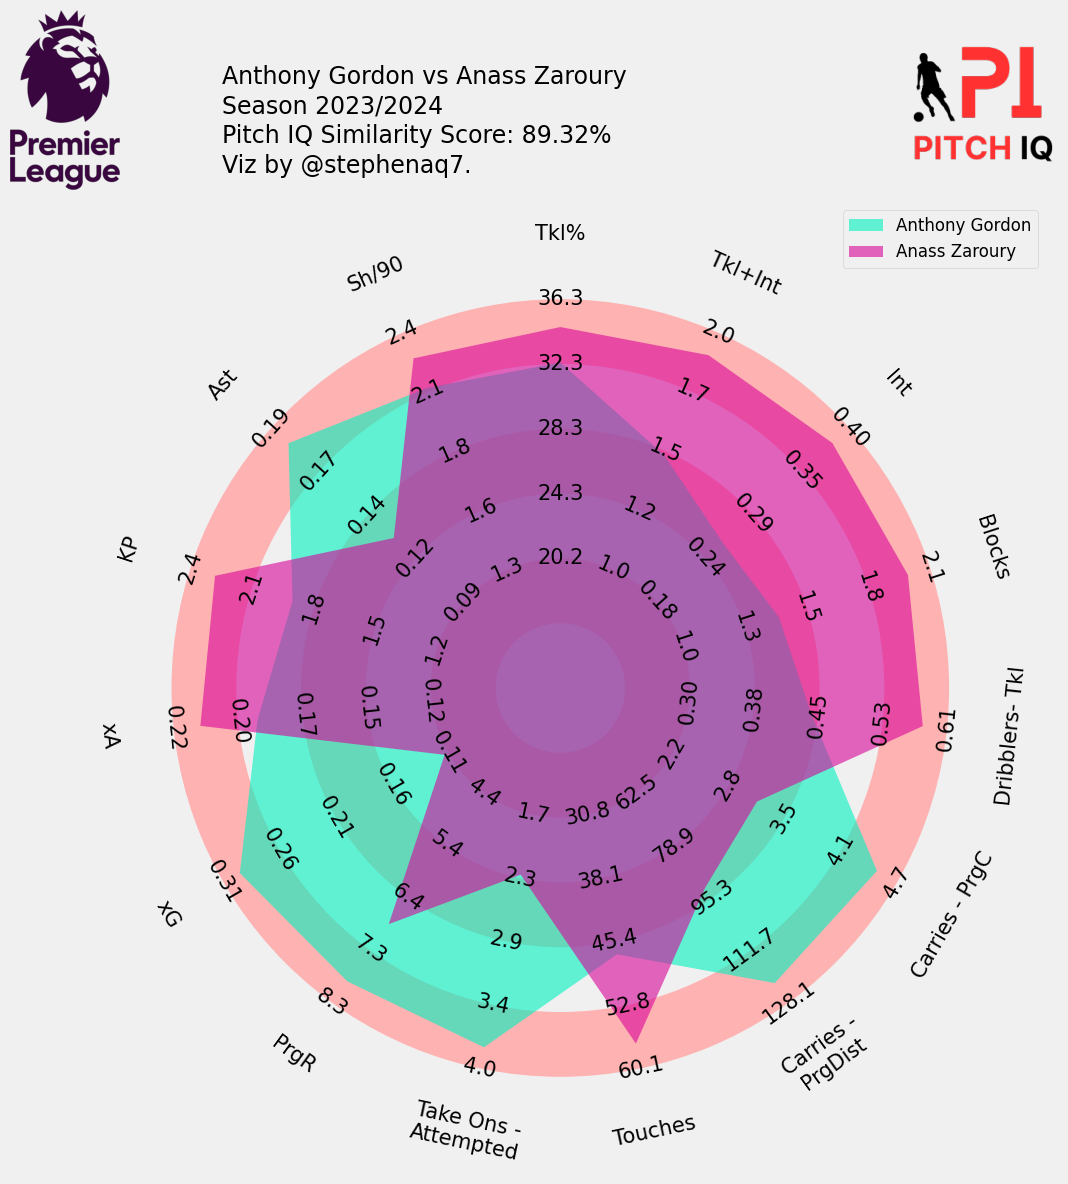 Premier
League
Anthony Gordon vs Anass Zaroury
Season 2023/2024
Pitch IQ Similarity Score: 89.32%
Viz by @stephenaq7.
PI
PITCH IQ
Anthony Gordon
Anass Zaroury
Tkl%
36.3
32.3
28.3
24.3
20.2
Tkl+Int
2.0
1.7
1.5
1.2
1.0
Int
0.40
0.35
0.29
0.24
0.18
Blocks
2.1
1.8
1.5
1.3
1.0
Dribblers- Tkl
0.61
0.53
0.45
0.38
0.30
Carries - PrgC
4.7
4.1
3.5
2.8
2.2
Carries -
PrgDist
128.1
111.7
95.3
78.9
62.5
Touches
60.1
52.8
45.4
38.1
30.8
Take Ons -
Attempted
4.0
3.4
2.9
2.3
1.7
PrgR
8.3
7.3
6.4
5.4
4.4
xG
0.31
0.26
0.21
0.16
0.11
xA
0.22
0.20
0.17
0.15
0.12
KP
2.4
2.1
1.8
1.5
1.2
Ast
0.19
0.17
0.14
0.12
0.09
Sh/90
2.4
2.1
1.8
1.6
1.3